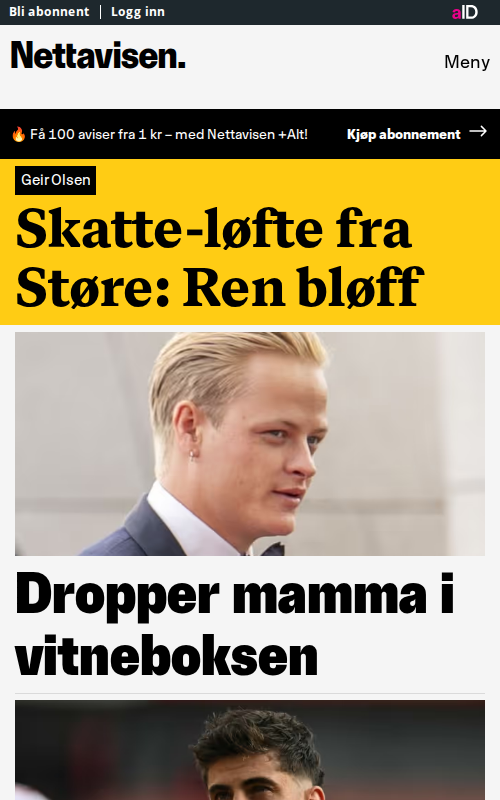 Bli abonnent | Logg inn
aID
Nettavisen.
Meny
🔥 Få 100 aviser fra 1 kr – med Nettavisen +Alt!
Kjøp abonnement →
Geir Olsen
Skatte-løfte fra
Støre: Ren bløff
Dropper mamma i
vitneboksen